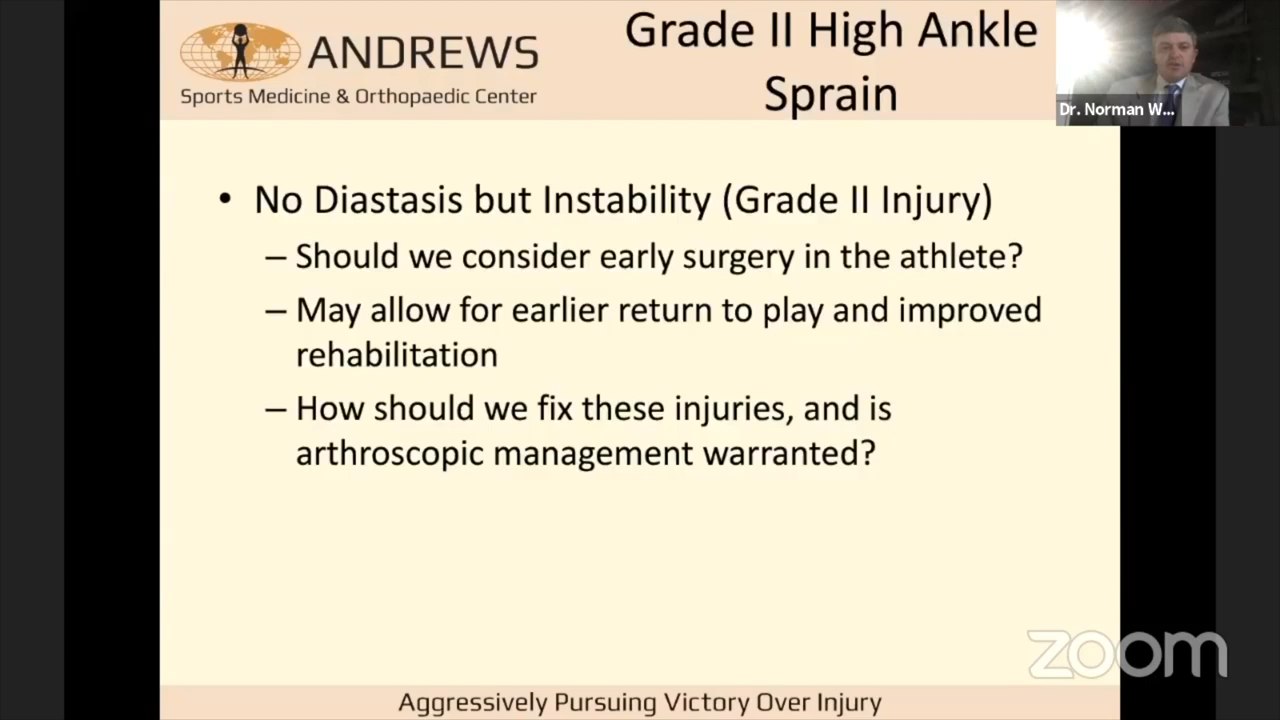 ANDREWS
Sports Medicine & Orthopaedic Center
Grade II High Ankle
Sprain
Dr. Norman W...
• No Diastasis but Instability (Grade II Injury)
– Should we consider early surgery in the athlete?
– May allow for earlier return to play and improved
rehabilitation
– How should we fix these injuries, and is
arthroscopic management warranted?
zoom
Aggressively Pursuing Victory Over Injury